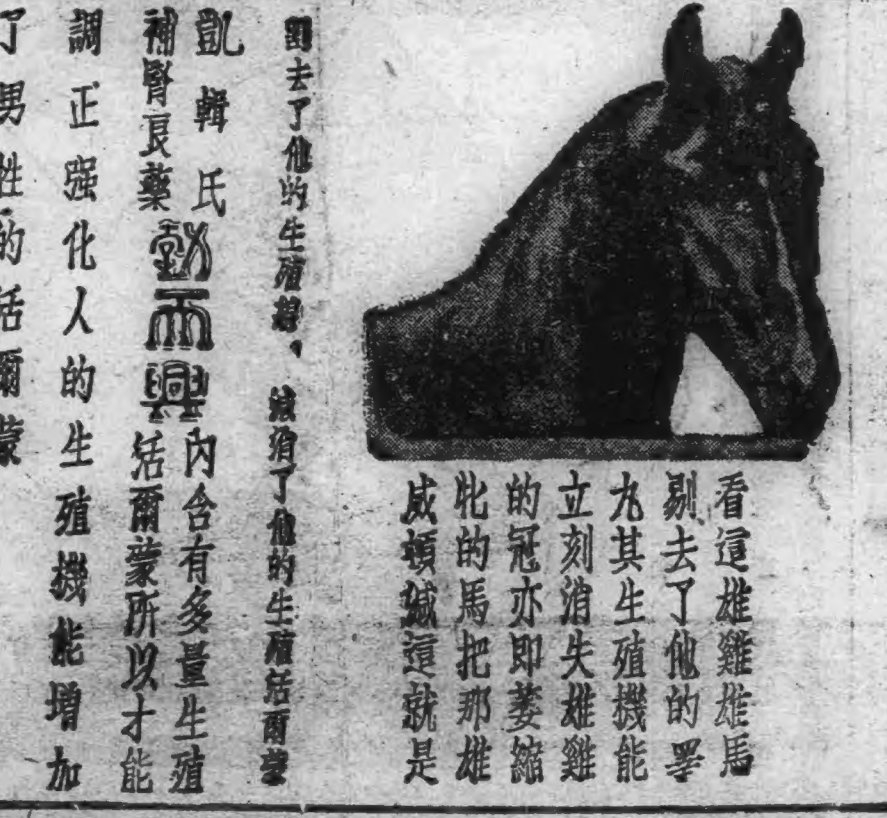 看這雄雞雄馬
剔去了他的睪
丸其生殖機能
立刻消失雄雞
的冠亦即萎縮
牝的馬把那雄
威頓緘這就是
割去了他的生殖
消了他的生殖活爾蒙
凱輯氏
補腎良藥
勃而興
內含有多量生殖
活爾蒙所以才能
調正强化人的生殖機能增加
了男性的活爾蒙